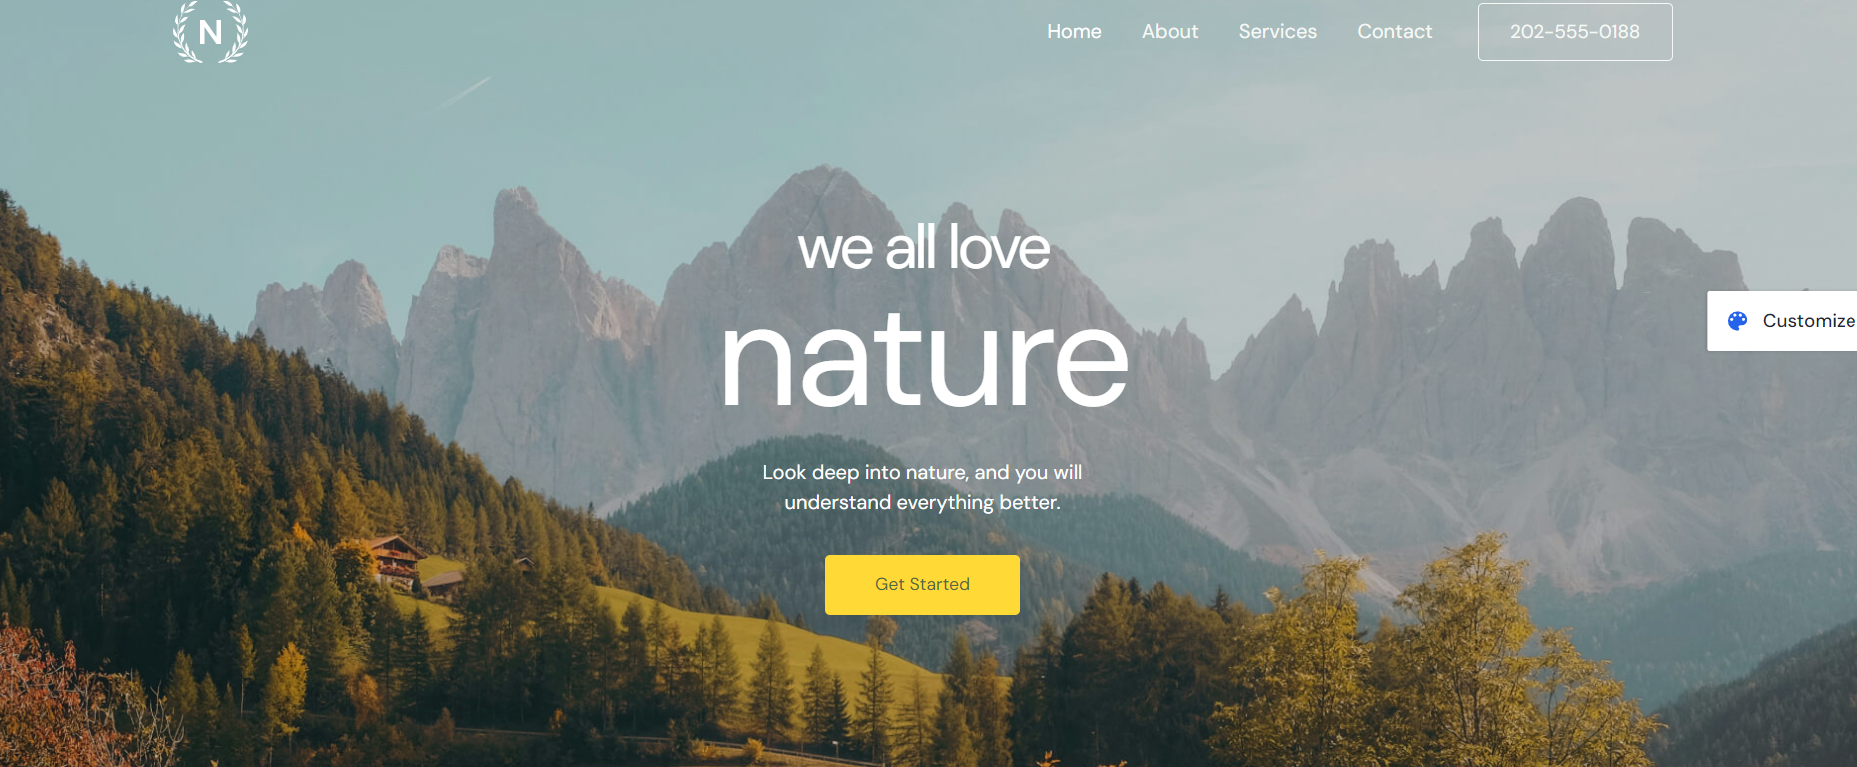 N
Home
About
Services
Contact
202-555-0188
we all love
nature
Customize
Look deep into nature, and you will
understand everything better.
Get Started